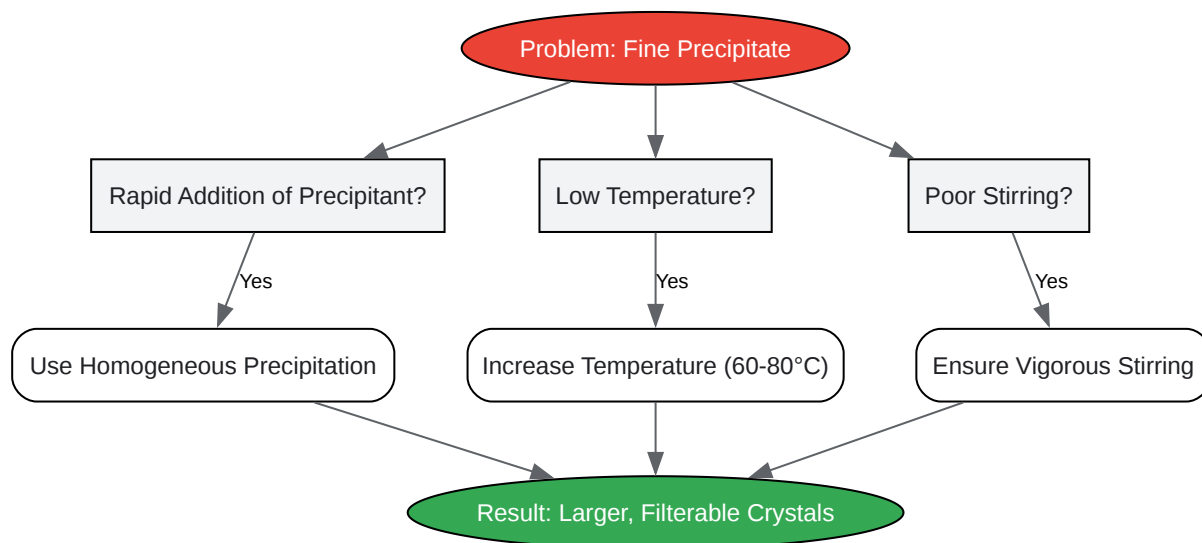 Problem: Fine Precipitate
Rapid Addition of Precipitant?
Low Temperature?
Poor Stirring?
Yes
Yes
Yes
Use Homogeneous Precipitation
Increase Temperature (60-80°C)
Ensure Vigorous Stirring
Result: Larger, Filterable Crystals